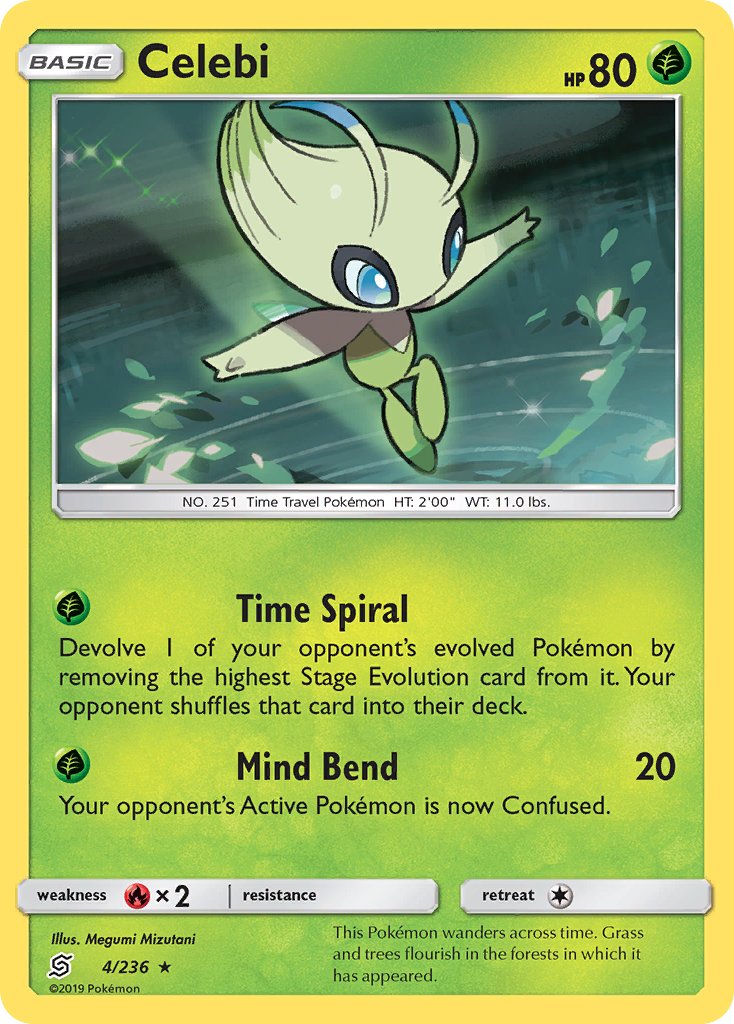 BASIC Celebi HP 80
NO. 251 Time Travel Pokémon HT: 2'00" WT: 11.0 lbs.
Time Spiral
Devolve 1 of your opponent's evolved Pokémon by
removing the highest Stage Evolution card from it. Your
opponent shuffles that card into their deck.
Mind Bend 20
Your opponent's Active Pokémon is now Confused.
weakness × 2 resistance retreat
Illus. Megumi Mizutani
4/236 ★
©2019 Pokémon
This Pokémon wanders across time. Grass
and trees flourish in the forests in which it
has appeared.